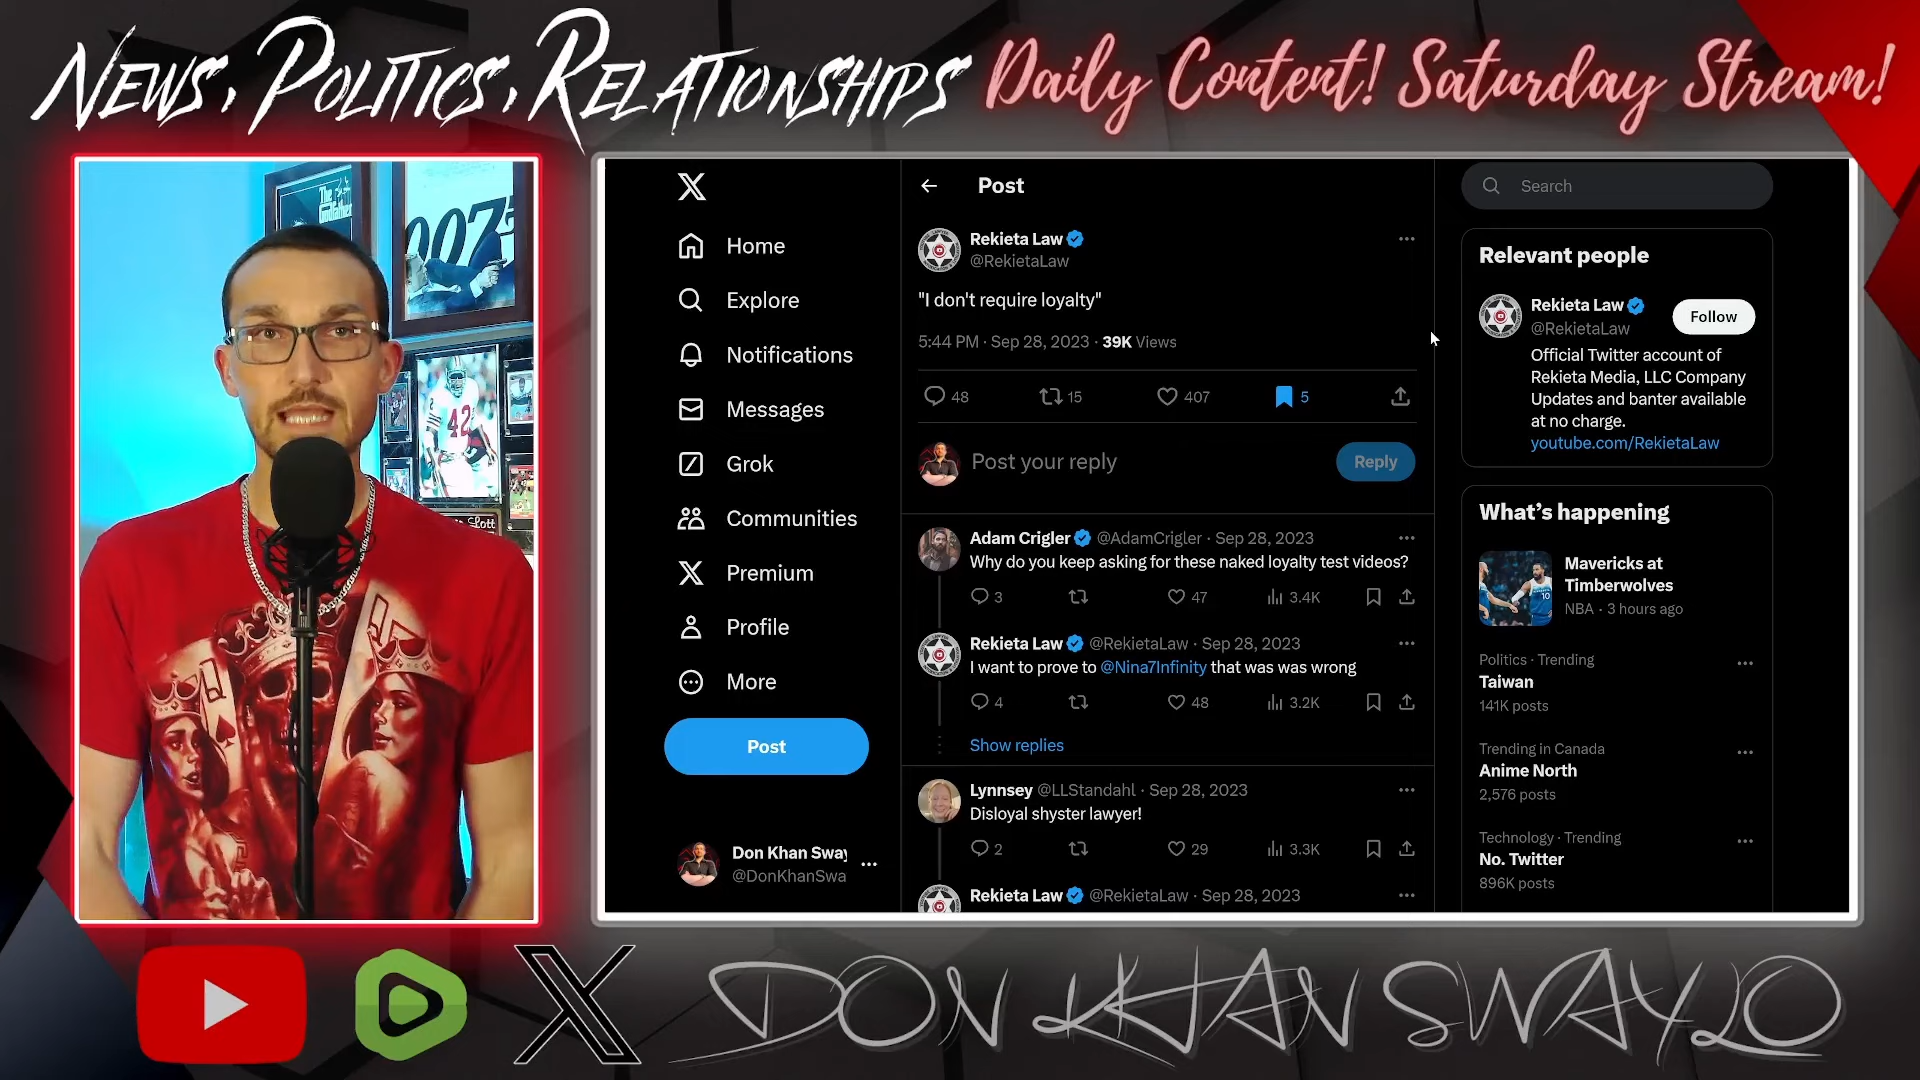 NEWS, POLITICS, RELATIONSHIPS Daily Content! Saturday Stream!
The Godfather
007
42
Lott
Home
Explore
Notifications
Messages
Grok
Communities
Premium
Profile
More
Post
Don Khan Sway
@DonKhanSwa
Post
Rekieta Law
@RekietaLaw
"I don't require loyalty"
5:44 PM · Sep 28, 2023 · 39K Views
48 15 407 5
Post your reply
Reply
Adam Crigler @AdamCrigler · Sep 28, 2023
Why do you keep asking for these naked loyalty test videos?
3 47 3.4K
Rekieta Law @RekietaLaw · Sep 28, 2023
I want to prove to @Nina7Infinity that was was wrong
4 48 3.2K
Show replies
Lynnsey @LLStandahl · Sep 28, 2023
Disloyal shyster lawyer!
2 29 3.3K
Rekieta Law @RekietaLaw · Sep 28, 2023
Search
Relevant people
Rekieta Law
@RekietaLaw
Follow
Official Twitter account of
Rekieta Media, LLC Company
Updates and banter available
at no charge.
youtube.com/RekietaLaw
What's happening
Mavericks at
Timberwolves
NBA · 3 hours ago
Politics · Trending
Taiwan
141K posts
Trending in Canada
Anime North
2,576 posts
Technology · Trending
No. Twitter
896K posts
DON KHAN SWAYLO